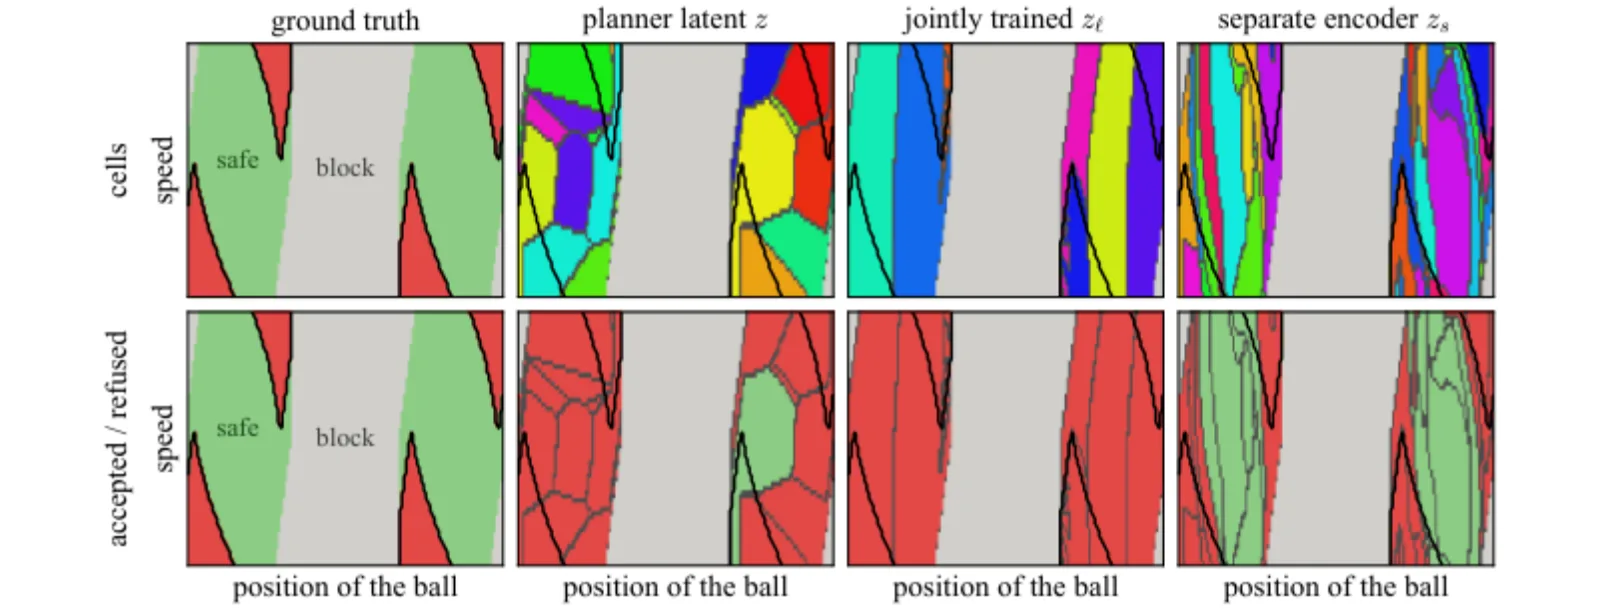 ground truth
planner latent z
jointly trained zℓ
separate encoder zs
cells
speed
safe
block
accepted / refused
speed
safe
block
position of the ball
position of the ball
position of the ball
position of the ball